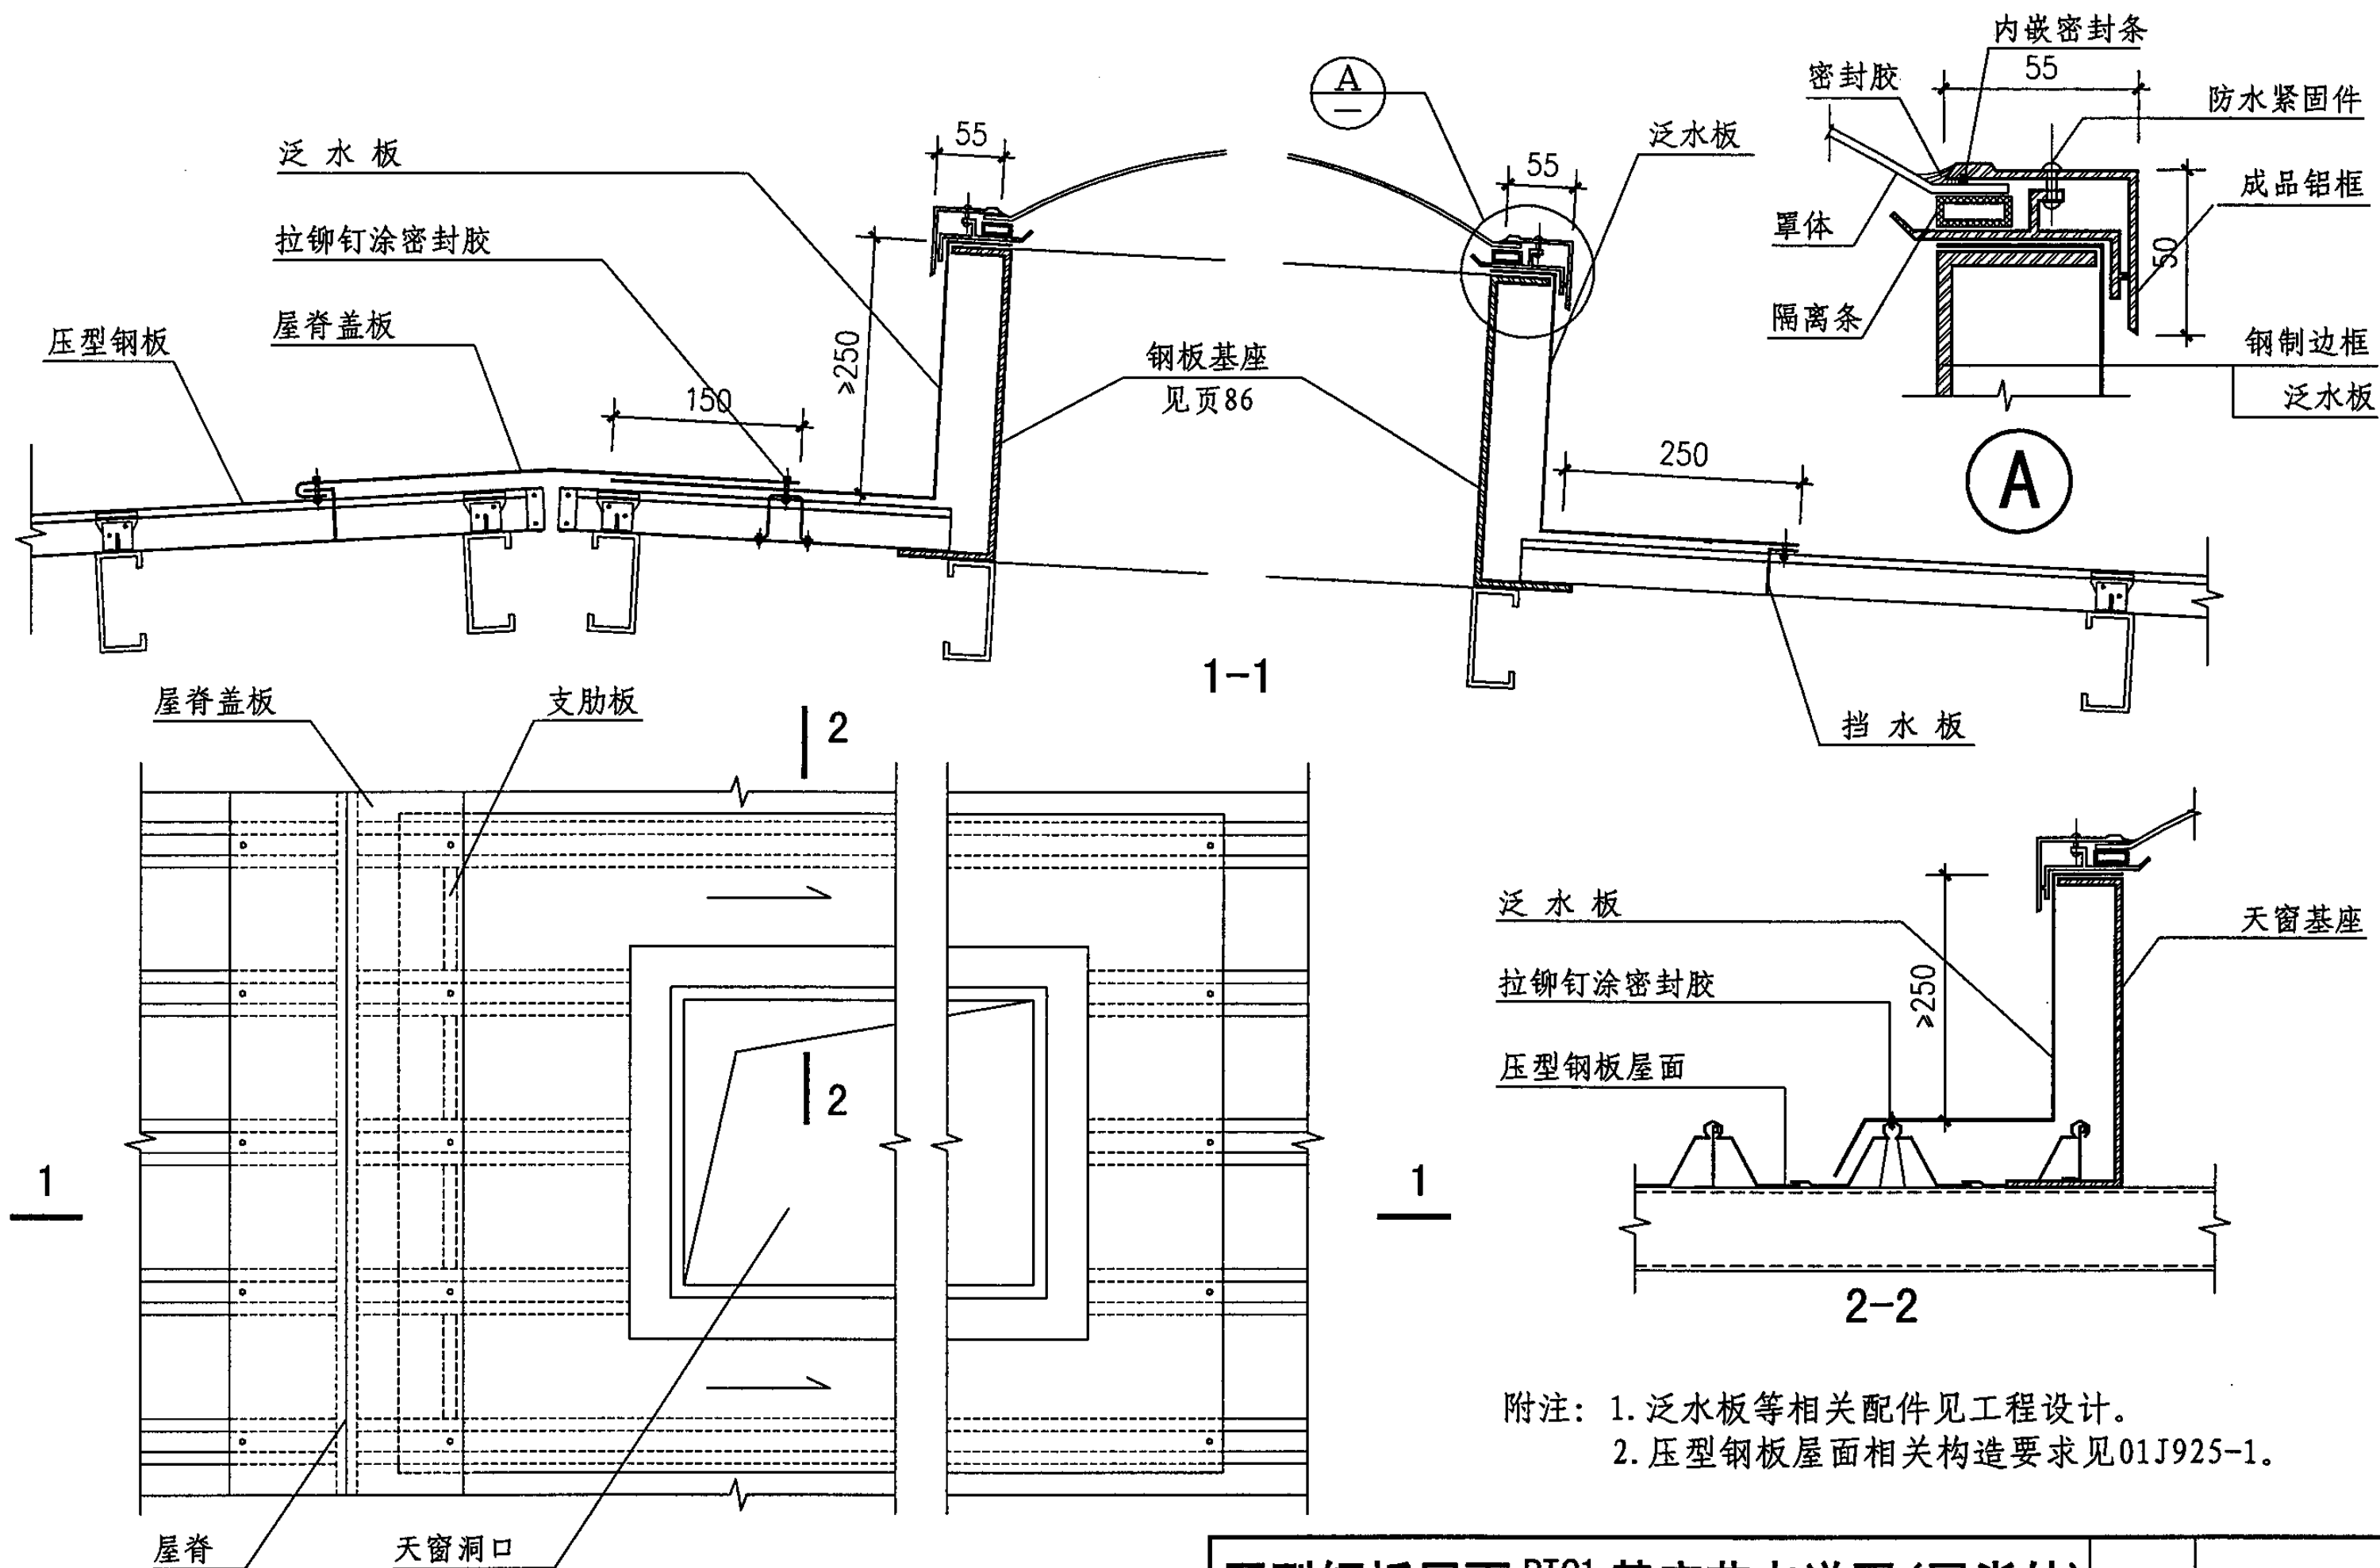 内嵌密封条
密封胶
55
防水紧固件
成品铝框
罩体
50
隔离条
钢制边框
泛水板
A
A
泛水板
55
55
泛水板
拉铆钉涂密封胶
屋脊盖板
压型钢板
≥250
150
钢板基座
见页86
250
1-1
挡水板
屋脊盖板
支肋板
2
2
1
1
屋脊
天窗洞口
泛水板
拉铆钉涂密封胶
压型钢板屋面
≥250
天窗基座
2-2
附注: 1.泛水板等相关配件见工程设计。
2.压型钢板屋面相关构造要求见01J925-1。